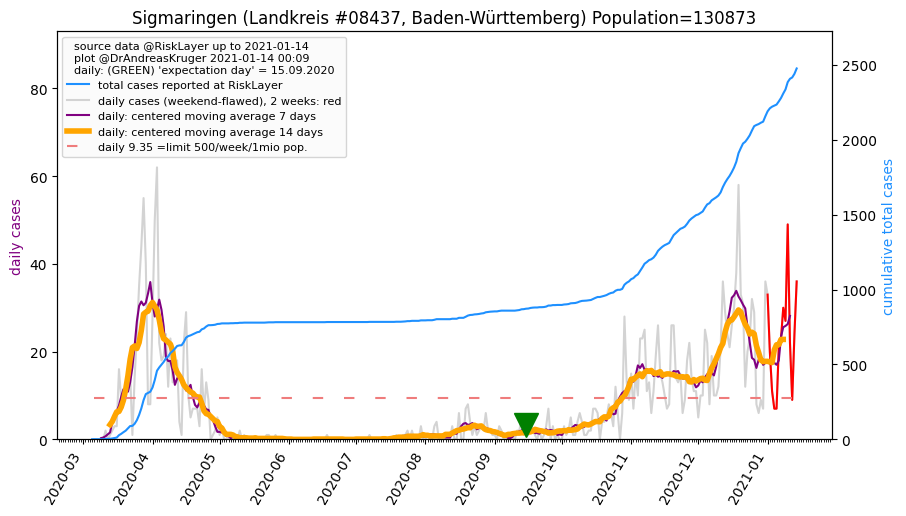 Sigmaringen (Landkreis #08437, Baden-Württemberg) Population=130873
source data @RiskLayer up to 2021-01-14
plot @DrAndreasKruger 2021-01-14 00:09
daily: (GREEN) 'expectation day' = 15.09.2020
total cases reported at RiskLayer
daily cases (weekend-flawed), 2 weeks: red
daily: centered moving average 7 days
daily: centered moving average 14 days
daily 9.35 =limit 500/week/1mio pop.
daily cases
80
60
40
20
0
cumulative total cases
2500
2000
1500
1000
500
0
2020-03
2020-04
2020-05
2020-06
2020-07
2020-08
2020-09
2020-10
2020-11
2020-12
2021-01